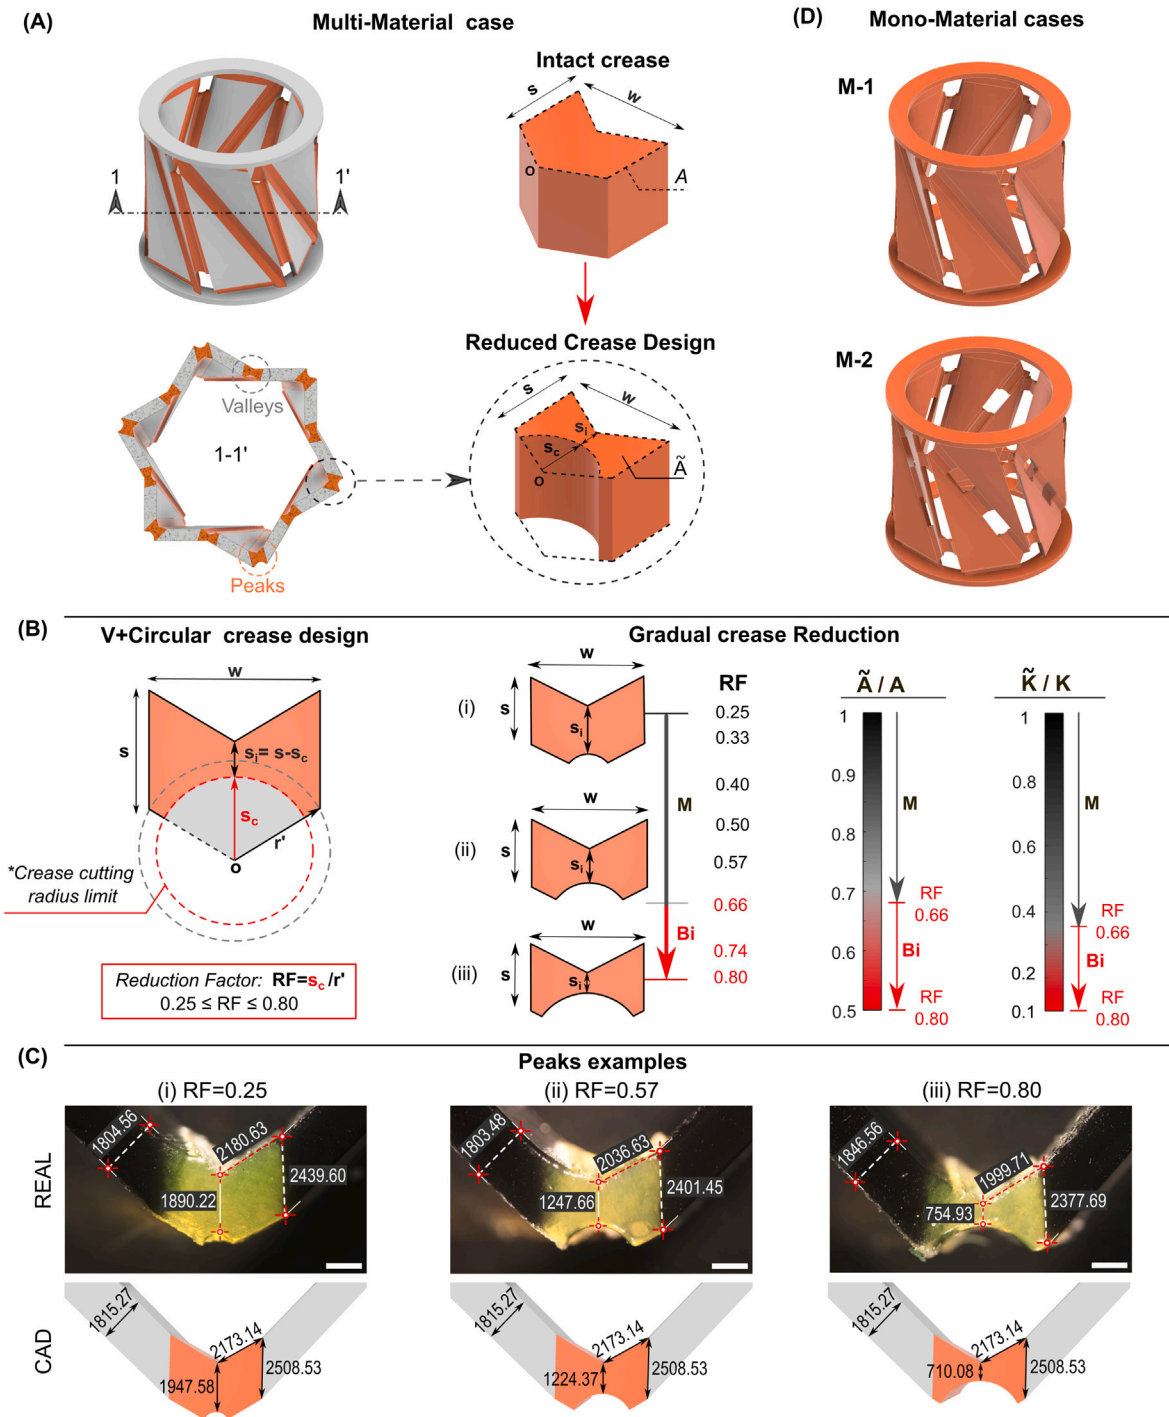 (A)
Multi-Material case
(D)
Mono-Material cases
Intact crease
s
w
o
A
M-1
1
1'
Reduced Crease Design
s
w
si
sc
o
Ã
Valleys
1-1'
Peaks
M-2
(B)
V+Circular crease design
w
s
si= s-sc
sc
r'
o
*Crease cutting
radius limit
Reduction Factor: RF=sc/r'
0.25 ≤ RF ≤ 0.80
Gradual crease Reduction
w
(i)
s
si
w
(ii)
s
si
w
(iii)
s
si
RF
0.25
0.33
0.40
0.50
0.57
0.66
0.74
0.80
M
Bi
Ã / A
1
0.9
0.8
0.7
0.6
0.5
M
RF
0.66
Bi
RF
0.80
K̃ / K
1
0.8
0.6
0.4
0.2
0.1
M
RF
0.66
Bi
RF
0.80
(C)
Peaks examples
(i) RF=0.25
(ii) RF=0.57
(iii) RF=0.80
REAL
1804.56
2180.63
2439.60
1890.22
1803.48
2036.63
2401.45
1247.66
1846.56
1999.71
2377.69
754.93
CAD
1815.27
2173.14
2508.53
1947.58
1815.27
2173.14
2508.53
1224.37
1815.27
2173.14
2508.53
710.08